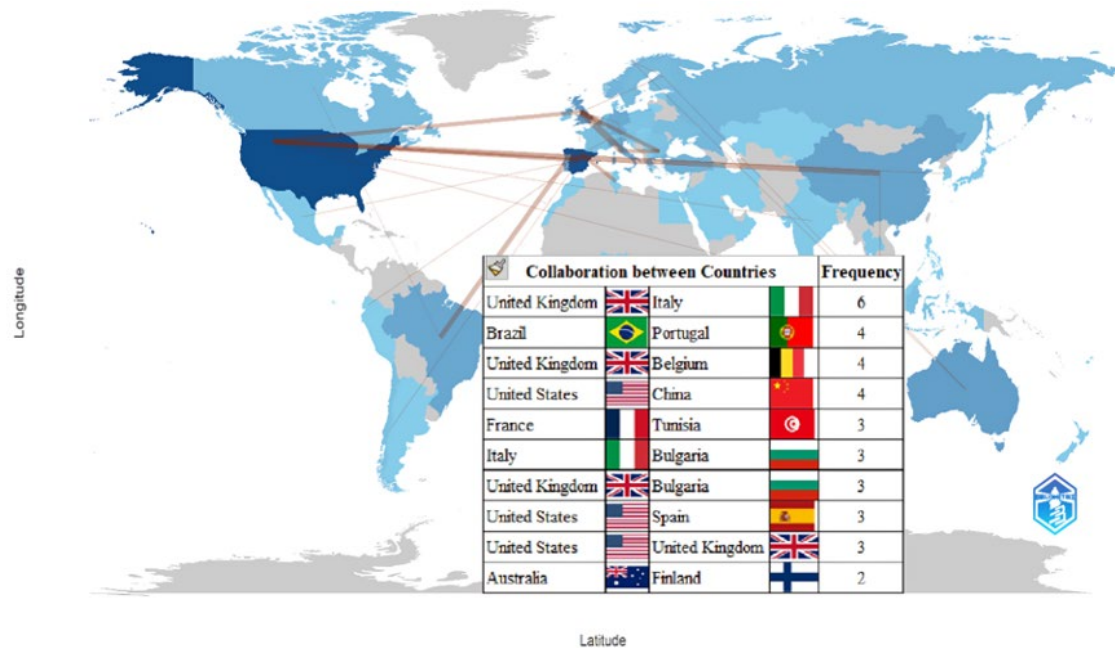 Longitude
Collaboration between Countries Frequency
United Kingdom Italy 6
Brazil Portugal 4
United Kingdom Belgium 4
United States China 4
France Tunisia 3
Italy Bulgaria 3
United Kingdom Bulgaria 3
United States Spain 3
United States United Kingdom 3
Australia Finland 2
Latitude